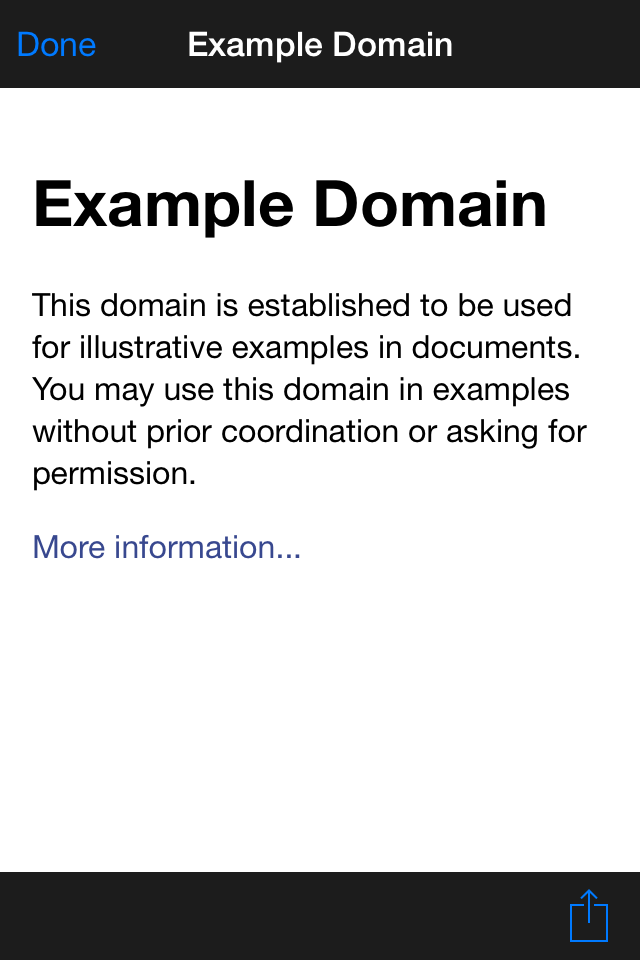 Done
Example Domain
Example Domain
This domain is established to be used
for illustrative examples in documents.
You may use this domain in examples
without prior coordination or asking for
permission.
More information...